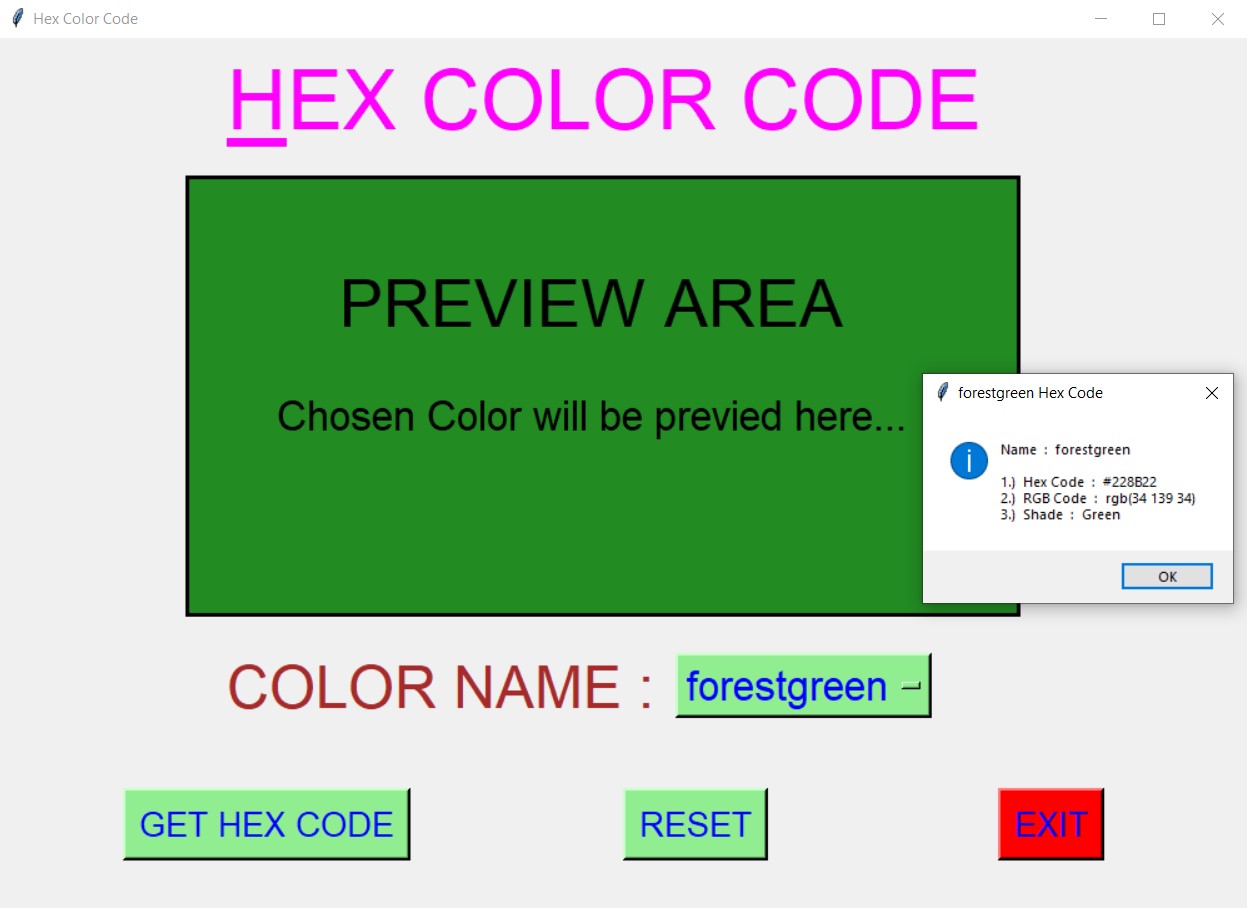 Hex Color Code
HEX COLOR CODE
PREVIEW AREA
Chosen Color will be previed here...
forestgreen Hex Code
Name : forestgreen
1.) Hex Code : #228B22
2.) RGB Code : rgb(34 139 34)
3.) Shade : Green
OK
COLOR NAME : forestgreen
GET HEX CODE RESET EXIT